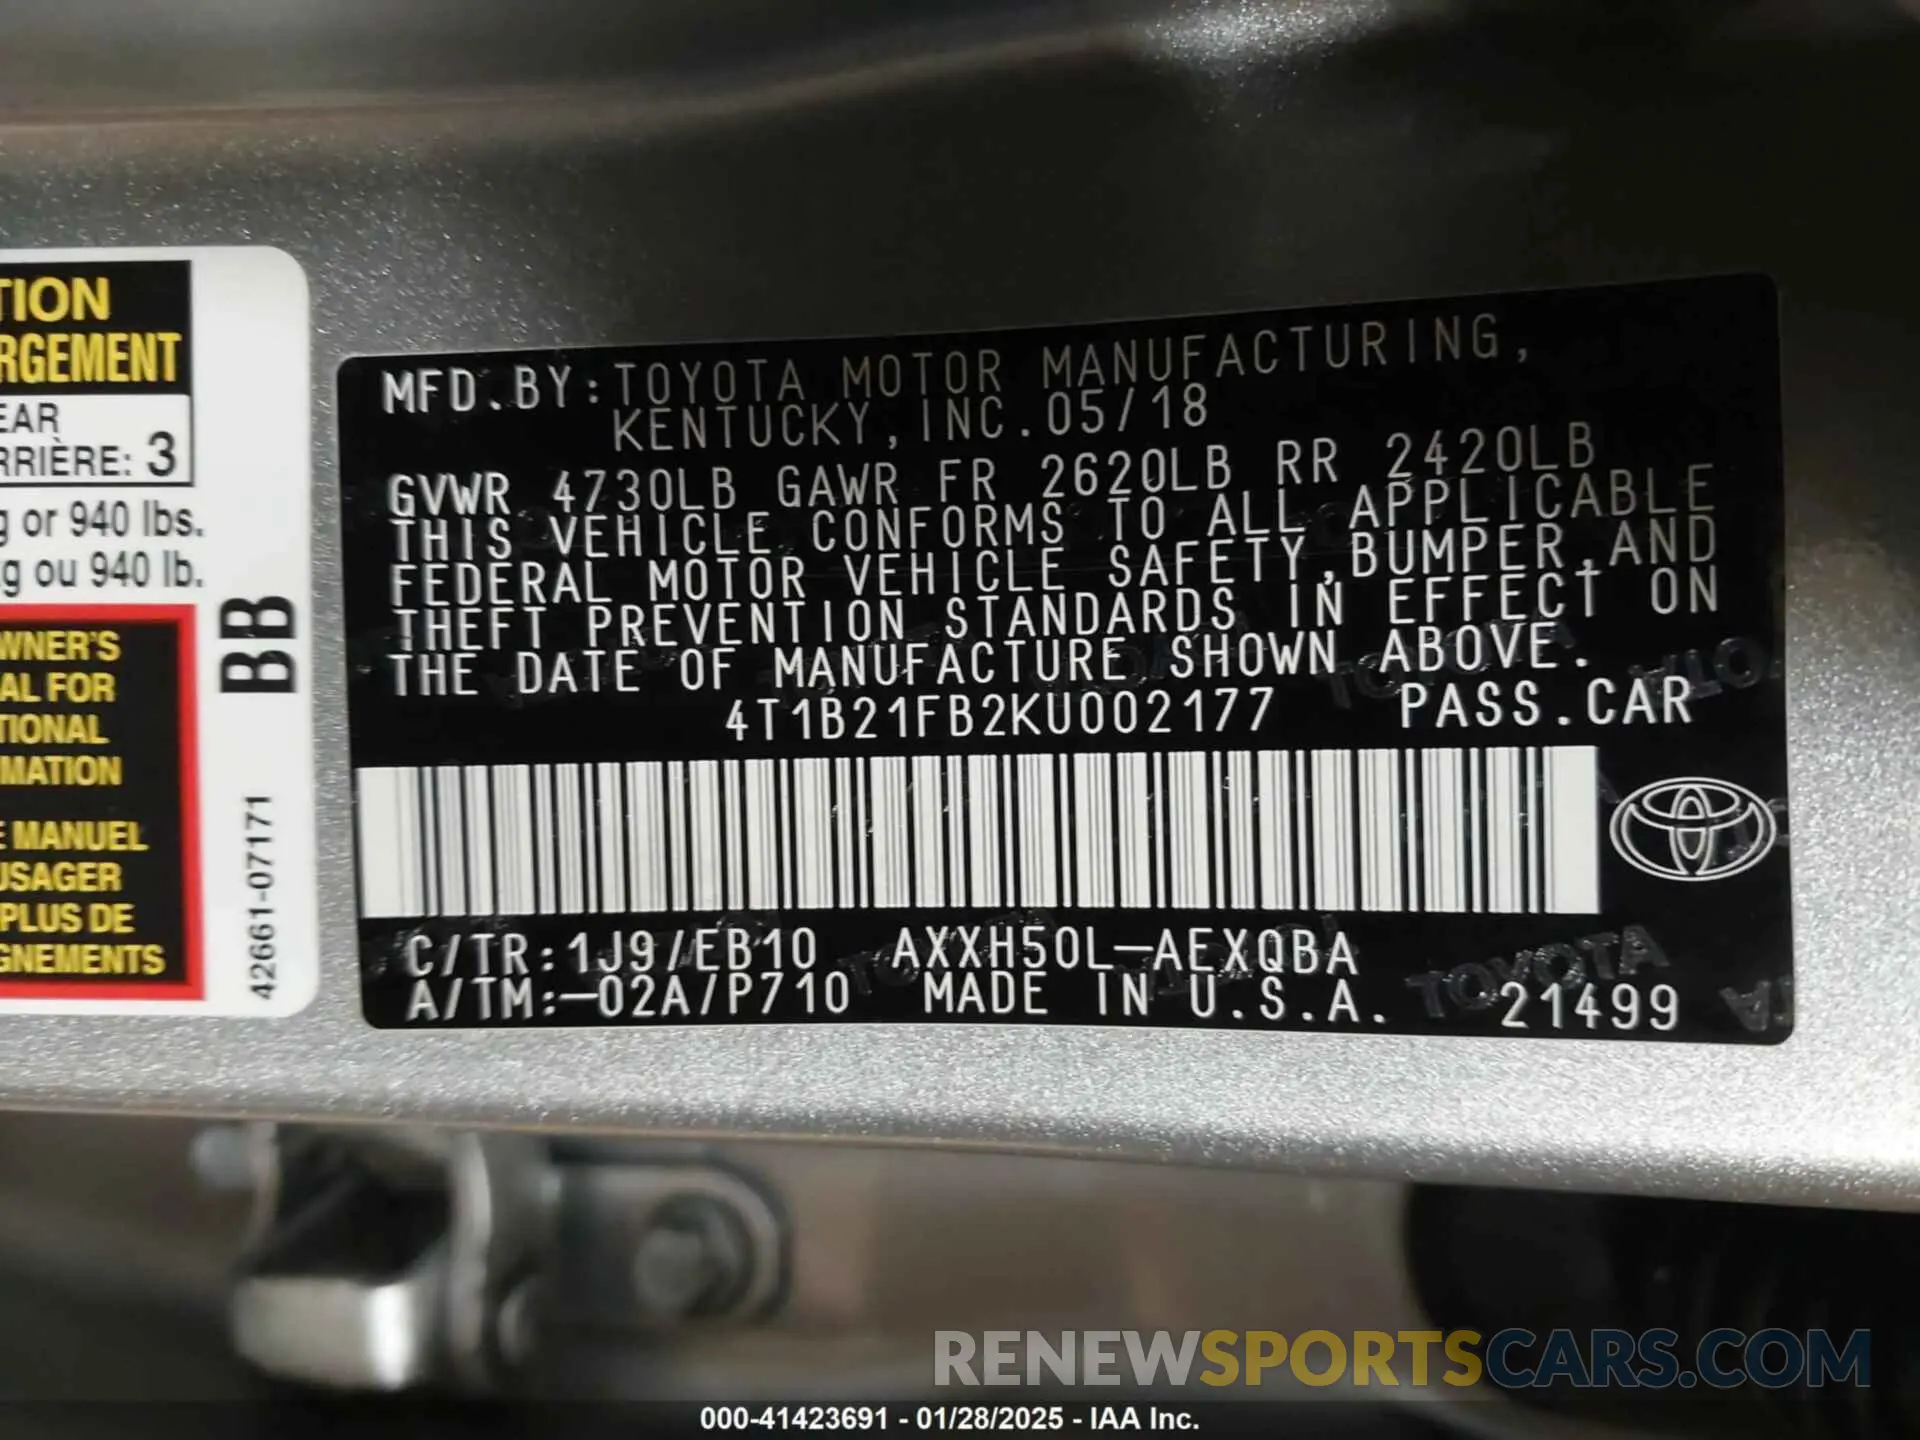 TION
RGEMENT
EAR
RRIÈRE: 3
g or 940 lbs.
g ou 940 lb.
WNER'S
AL FOR
TIONAL
MATION
E MANUEL
USAGER
PLUS DE
GNEMENTS
BB
42661-07171
MFD.BY:TOYOTA MOTOR MANUFACTURING,
KENTUCKY,INC.05/18
GVWR 4730LB GAWR FR 2620LB RR 2420LB
THIS VEHICLE CONFORMS TO ALL APPLICABLE
FEDERAL MOTOR VEHICLE SAFETY,BUMPER,AND
THEFT PREVENTION STANDARDS IN EFFECT ON
THE DATE OF MANUFACTURE SHOWN ABOVE.
4T1B21FB2KU002177 PASS.CAR
C/TR:1J9/EB10 AXXH50L-AEXQBA
A/TM:-02A/P710 MADE IN U.S.A. 21499
TOYOTA
RENEWSPORTSCARS.COM
000-41423691 - 01/28/2025 - IAA Inc.